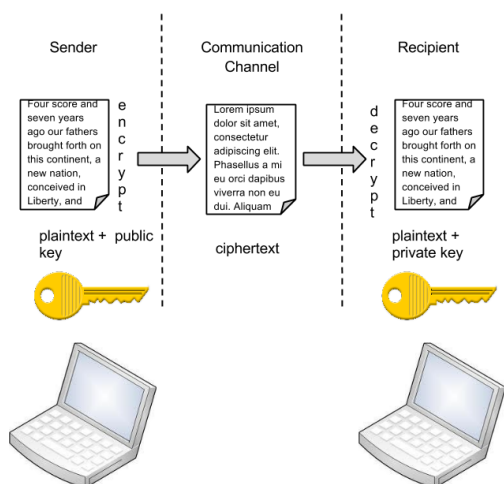 Sender
Communication
Channel
Recipient
Four score and
seven years
ago our fathers
brought forth on
this continent, a
new nation,
conceived in
Liberty, and
encrypt
Lorem ipsum
dolor sit amet,
consectetur
adipiscing elit.
Phasellus a mi
eu orci dapibus
viverra non eu
dui. Aliquam
decrypt
Four score and
seven years
ago our fathers
brought forth on
this continent, a
new nation,
conceived in
Liberty, and
plaintext + public
key
ciphertext
plaintext +
private key